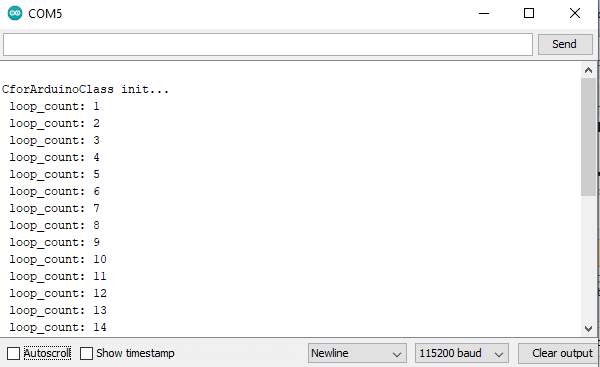 COM5
Send
CforArduinoClass init...
loop_count: 1
loop_count: 2
loop_count: 3
loop_count: 4
loop_count: 5
loop_count: 6
loop_count: 7
loop_count: 8
loop_count: 9
loop_count: 10
loop_count: 11
loop_count: 12
loop_count: 13
loop_count: 14
Autoscroll Show timestamp Newline 115200 baud Clear output